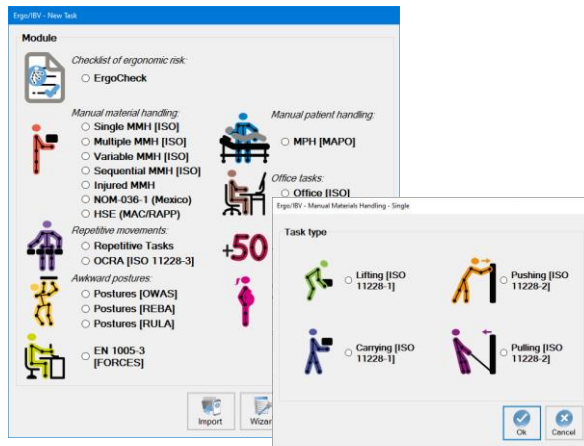 Ergo/IBV - New Task
Module
Checklist of ergonomic risk:
ErgoCheck
Manual material handling:
Single MMH [ISO]
Multiple MMH [ISO]
Variable MMH [ISO]
Sequential MMH [ISO]
Injured MMH
NOM-036-1 (Mexico)
HSE (MAC/RAPP)
Repetitive movements:
Repetitive Tasks
OCRA [ISO 11228-3]
Awkward postures:
Postures [OWAS]
Postures [REBA]
Postures [RULA]
EN 1005-3
[FORCES]
Manual patient handling:
MPH [MAPO]
Office tasks:
Office [ISO]
+50
Import
Wizar
Ergo/IBV - Manual Materials Handling - Single
Task type
Lifting [ISO
11228-1]
Pushing [ISO
11228-2]
Carrying [ISO
11228-1]
Pulling [ISO
11228-2]
Ok
Cancel